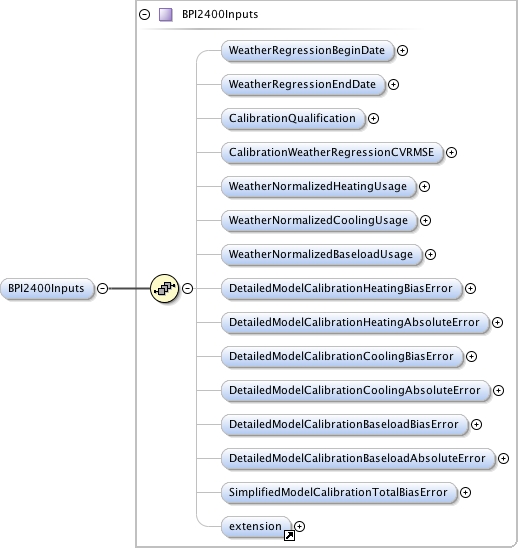 BPI2400Inputs
WeatherRegressionBeginDate
WeatherRegressionEndDate
CalibrationQualification
CalibrationWeatherRegressionCVRMSE
WeatherNormalizedHeatingUsage
WeatherNormalizedCoolingUsage
WeatherNormalizedBaseloadUsage
BPI2400Inputs
DetailedModelCalibrationHeatingBiasError
DetailedModelCalibrationHeatingAbsoluteError
DetailedModelCalibrationCoolingBiasError
DetailedModelCalibrationCoolingAbsoluteError
DetailedModelCalibrationBaseloadBiasError
DetailedModelCalibrationBaseloadAbsoluteError
SimplifiedModelCalibrationTotalBiasError
extension